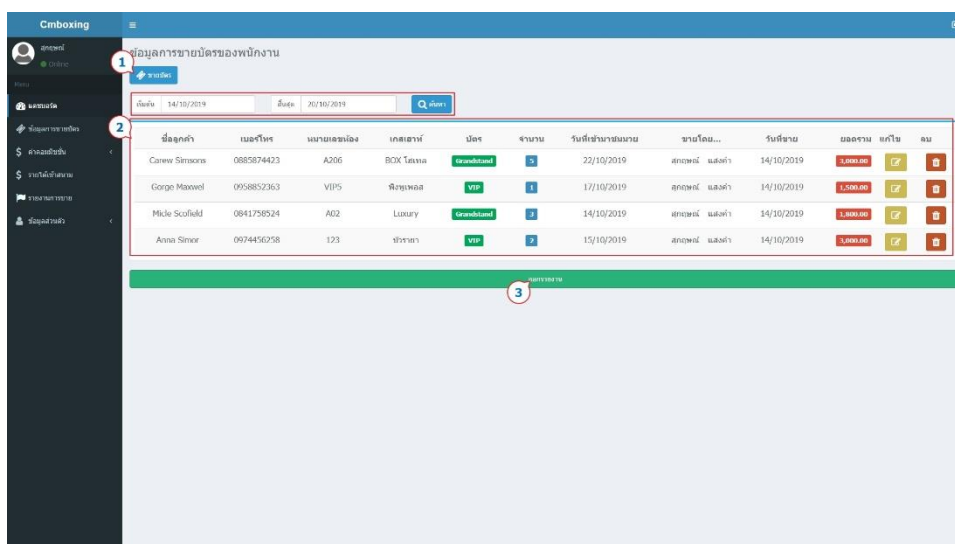 Cmboxing
สุกฤษณ์
Online
Menu
แดชบอร์ด
ข้อมูลการขายบัตร
ค่าคอมมิชชั่น
รายได้เข้าสนาม
รายงานการขาย
ข้อมูลส่วนตัว
ข้อมูลการขายบัตรของพนักงาน
1
ขายบัตร
เริ่มต้น 14/10/2019 สิ้นสุด 20/10/2019 ค้นหา
2
ชื่อลูกค้า เบอร์โทร หมายเลขห้อง เกสเฮาท์ บัตร จำนวน วันที่เข้ามาชมมวย ขายโดย... วันที่ขาย ยอดรวม แก้ไข ลบ
Carew Simsons 0885874423 A206 BOX โฮเทล Grandstand 5 22/10/2019 สุกฤษณ์ แสงคำ 14/10/2019 3,000.00
Gorge Maxwel 0958852363 VIP5 พิงพูเพอส VIP 1 17/10/2019 สุกฤษณ์ แสงคำ 14/10/2019 1,500.00
Micle Scofield 0841758524 A02 Luxury Grandstand 3 14/10/2019 สุกฤษณ์ แสงคำ 14/10/2019 1,800.00
Anna Simor 0974456258 123 ชัวราดา VIP 2 15/10/2019 สุกฤษณ์ แสงคำ 14/10/2019 3,000.00
ออกรายงาน
3